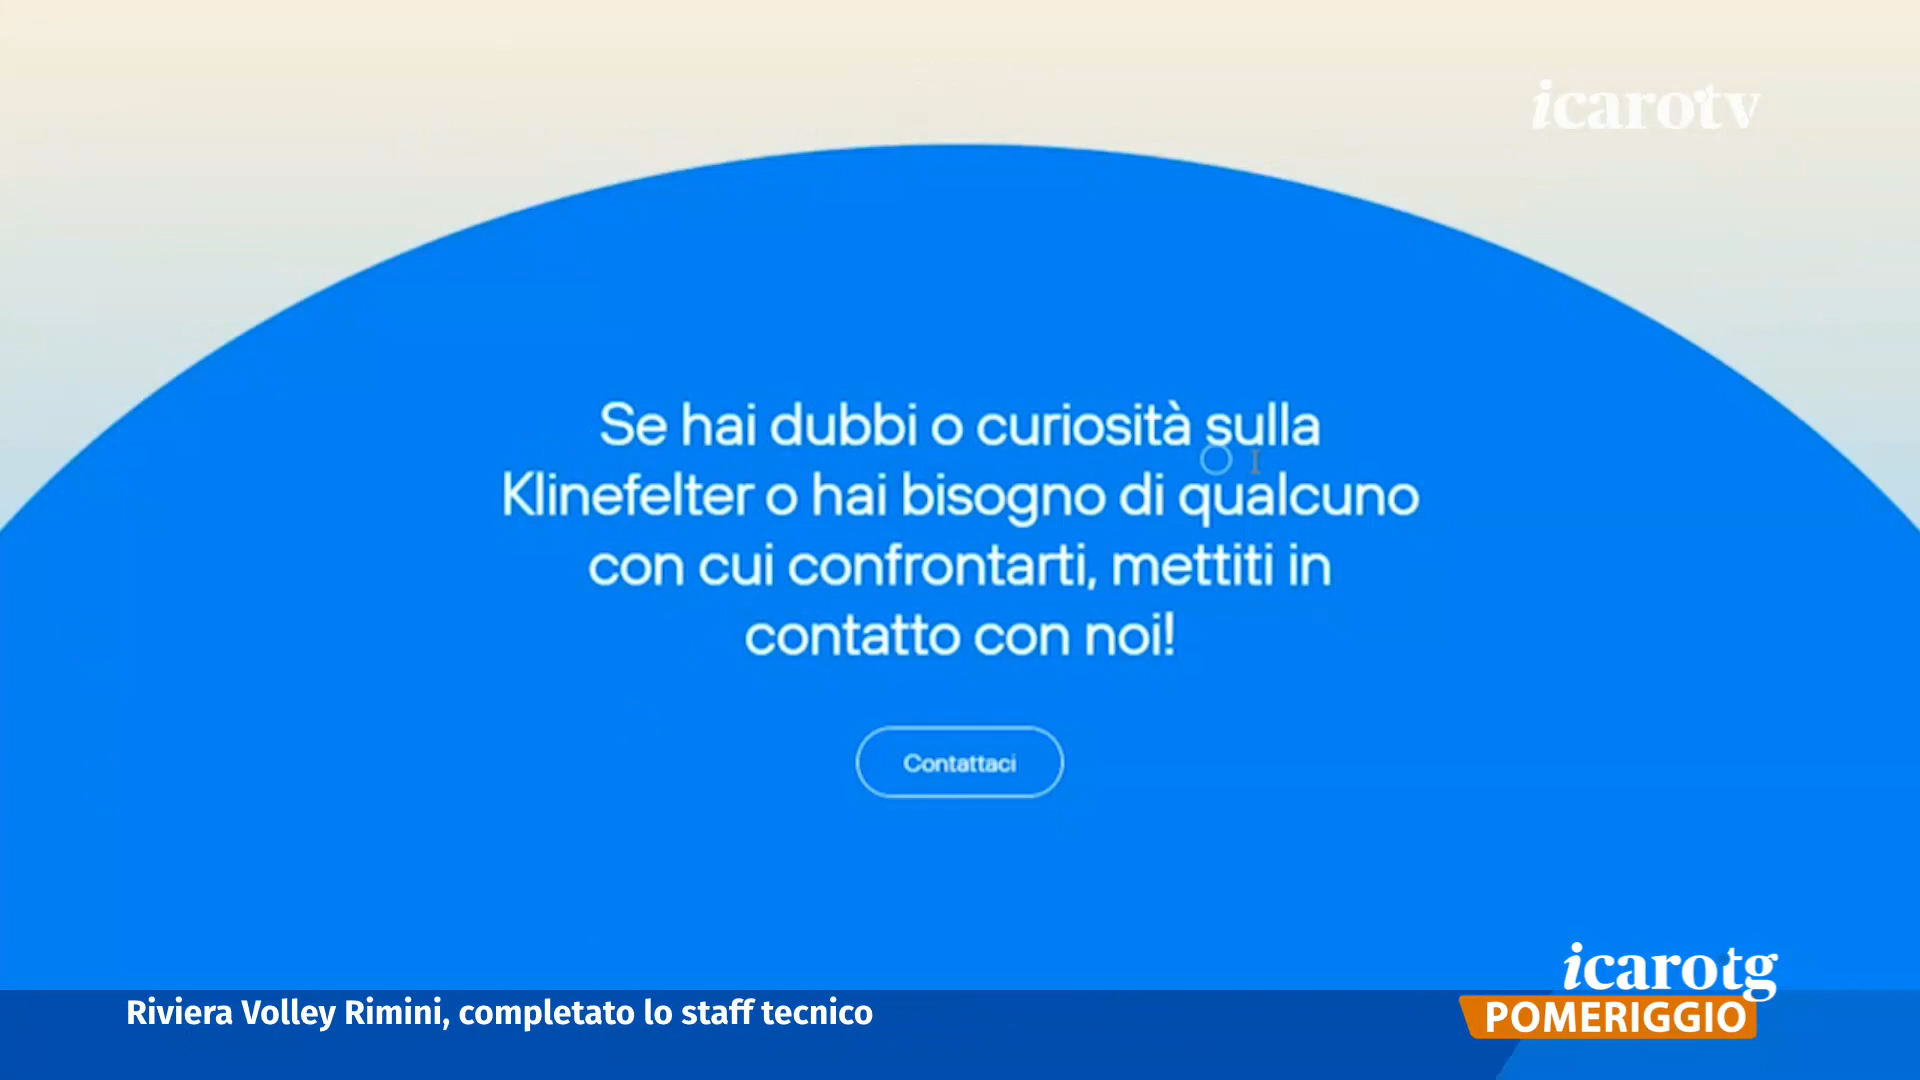 icarotv
Se hai dubbi o curiosità sulla
Klinefelter o hai bisogno di qualcuno
con cui confrontarti, mettiti in
contatto con noi!
Contattaci
icarotg
Riviera Volley Rimini, completato lo staff tecnico
POMERIGGIO